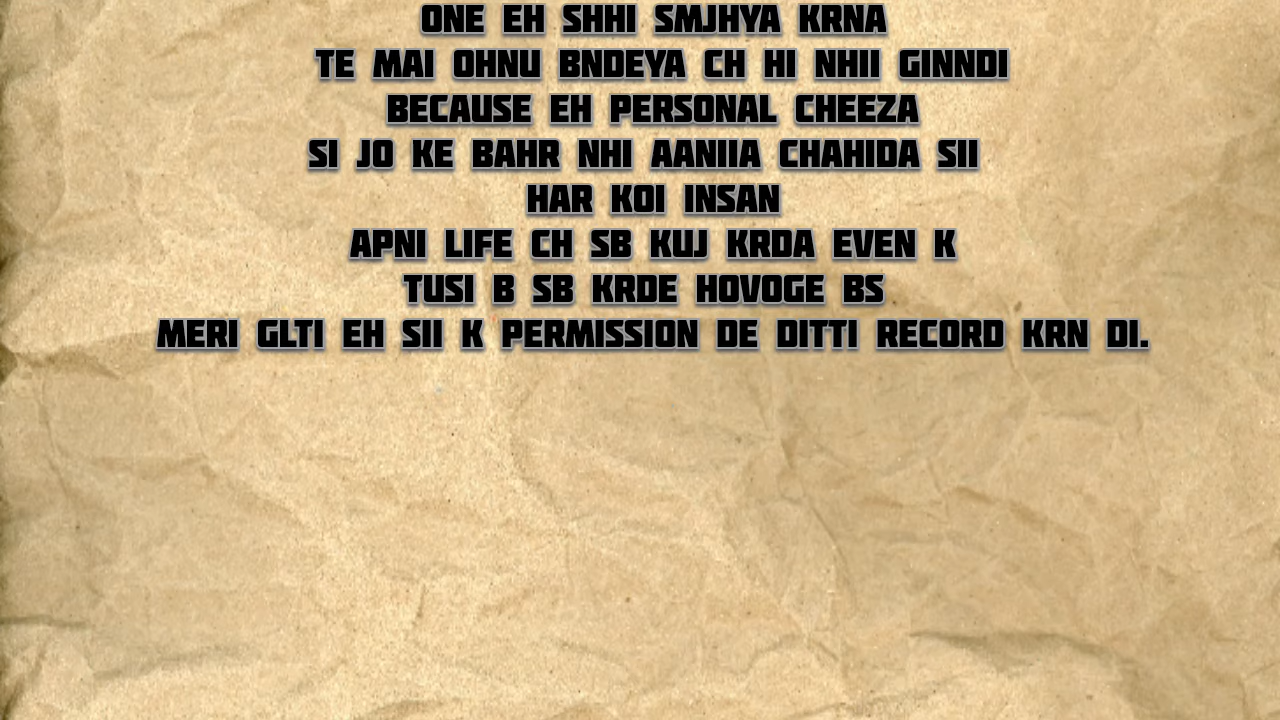 ONE EH SHHI SMJHYA KRNA
TE MAI OHNU BNDEYA CH HI NHII GINNDI
BECAUSE EH PERSONAL CHEEZA
SI JO KE BAHR NHI AANIIA CHAHIDA SII
HAR KOI INSAN
APNI LIFE CH SB KUJ KRDA EVEN K
TUSI B SB KRDE HOVOGE BS
MERI GLTI EH SII K PERMISSION DE DITTI RECORD KRN DI.